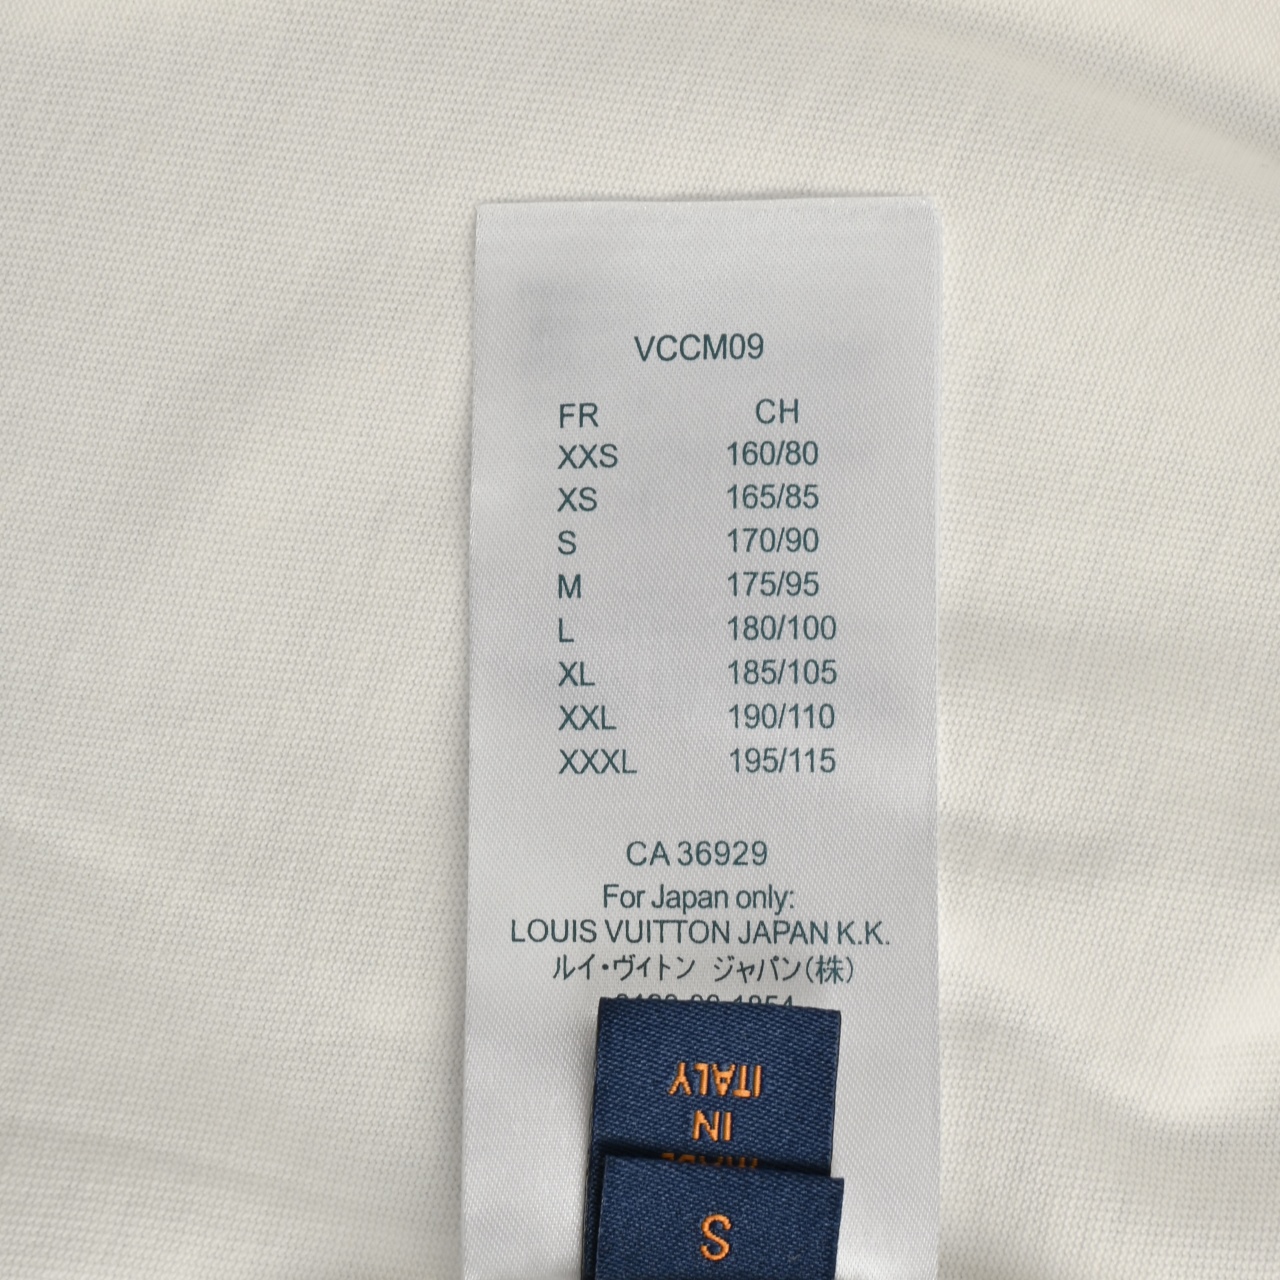 VCCM09
FR CH
XXS 160/80
XS 165/85
S 170/90
M 175/95
L 180/100
XL 185/105
XXL 190/110
XXXL 195/115
CA 36929
For Japan only:
LOUIS VUITTON JAPAN K.K.
ルイ・ヴィトン ジャパン(株)
MADE
IN
ITALY
S